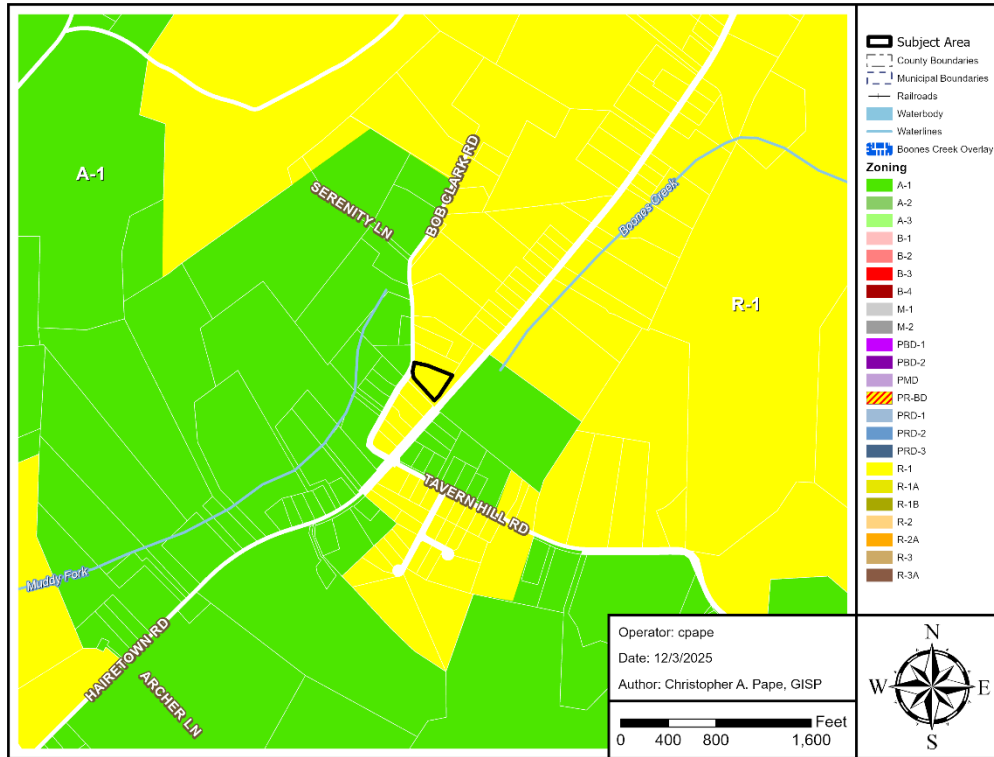 A-1
SERENITY LN
BOB CLARK RD
Boones Creek
R-1
TAVERN HILL RD
Muddy Fork
HAIRETOWN RD
ARCHER LN
Subject Area
County Boundaries
Municipal Boundaries
Railroads
Waterbody
Waterlines
Boones Creek Overlay
Zoning
A-1
A-2
A-3
B-1
B-2
B-3
B-4
M-1
M-2
PBD-1
PBD-2
PMD
PR-BD
PRD-1
PRD-2
PRD-3
R-1
R-1A
R-1B
R-2
R-2A
R-3
R-3A
Operator: cpape
Date: 12/3/2025
Author: Christopher A. Pape, GISP
Feet
0 400 800 1,600
N
W E
S